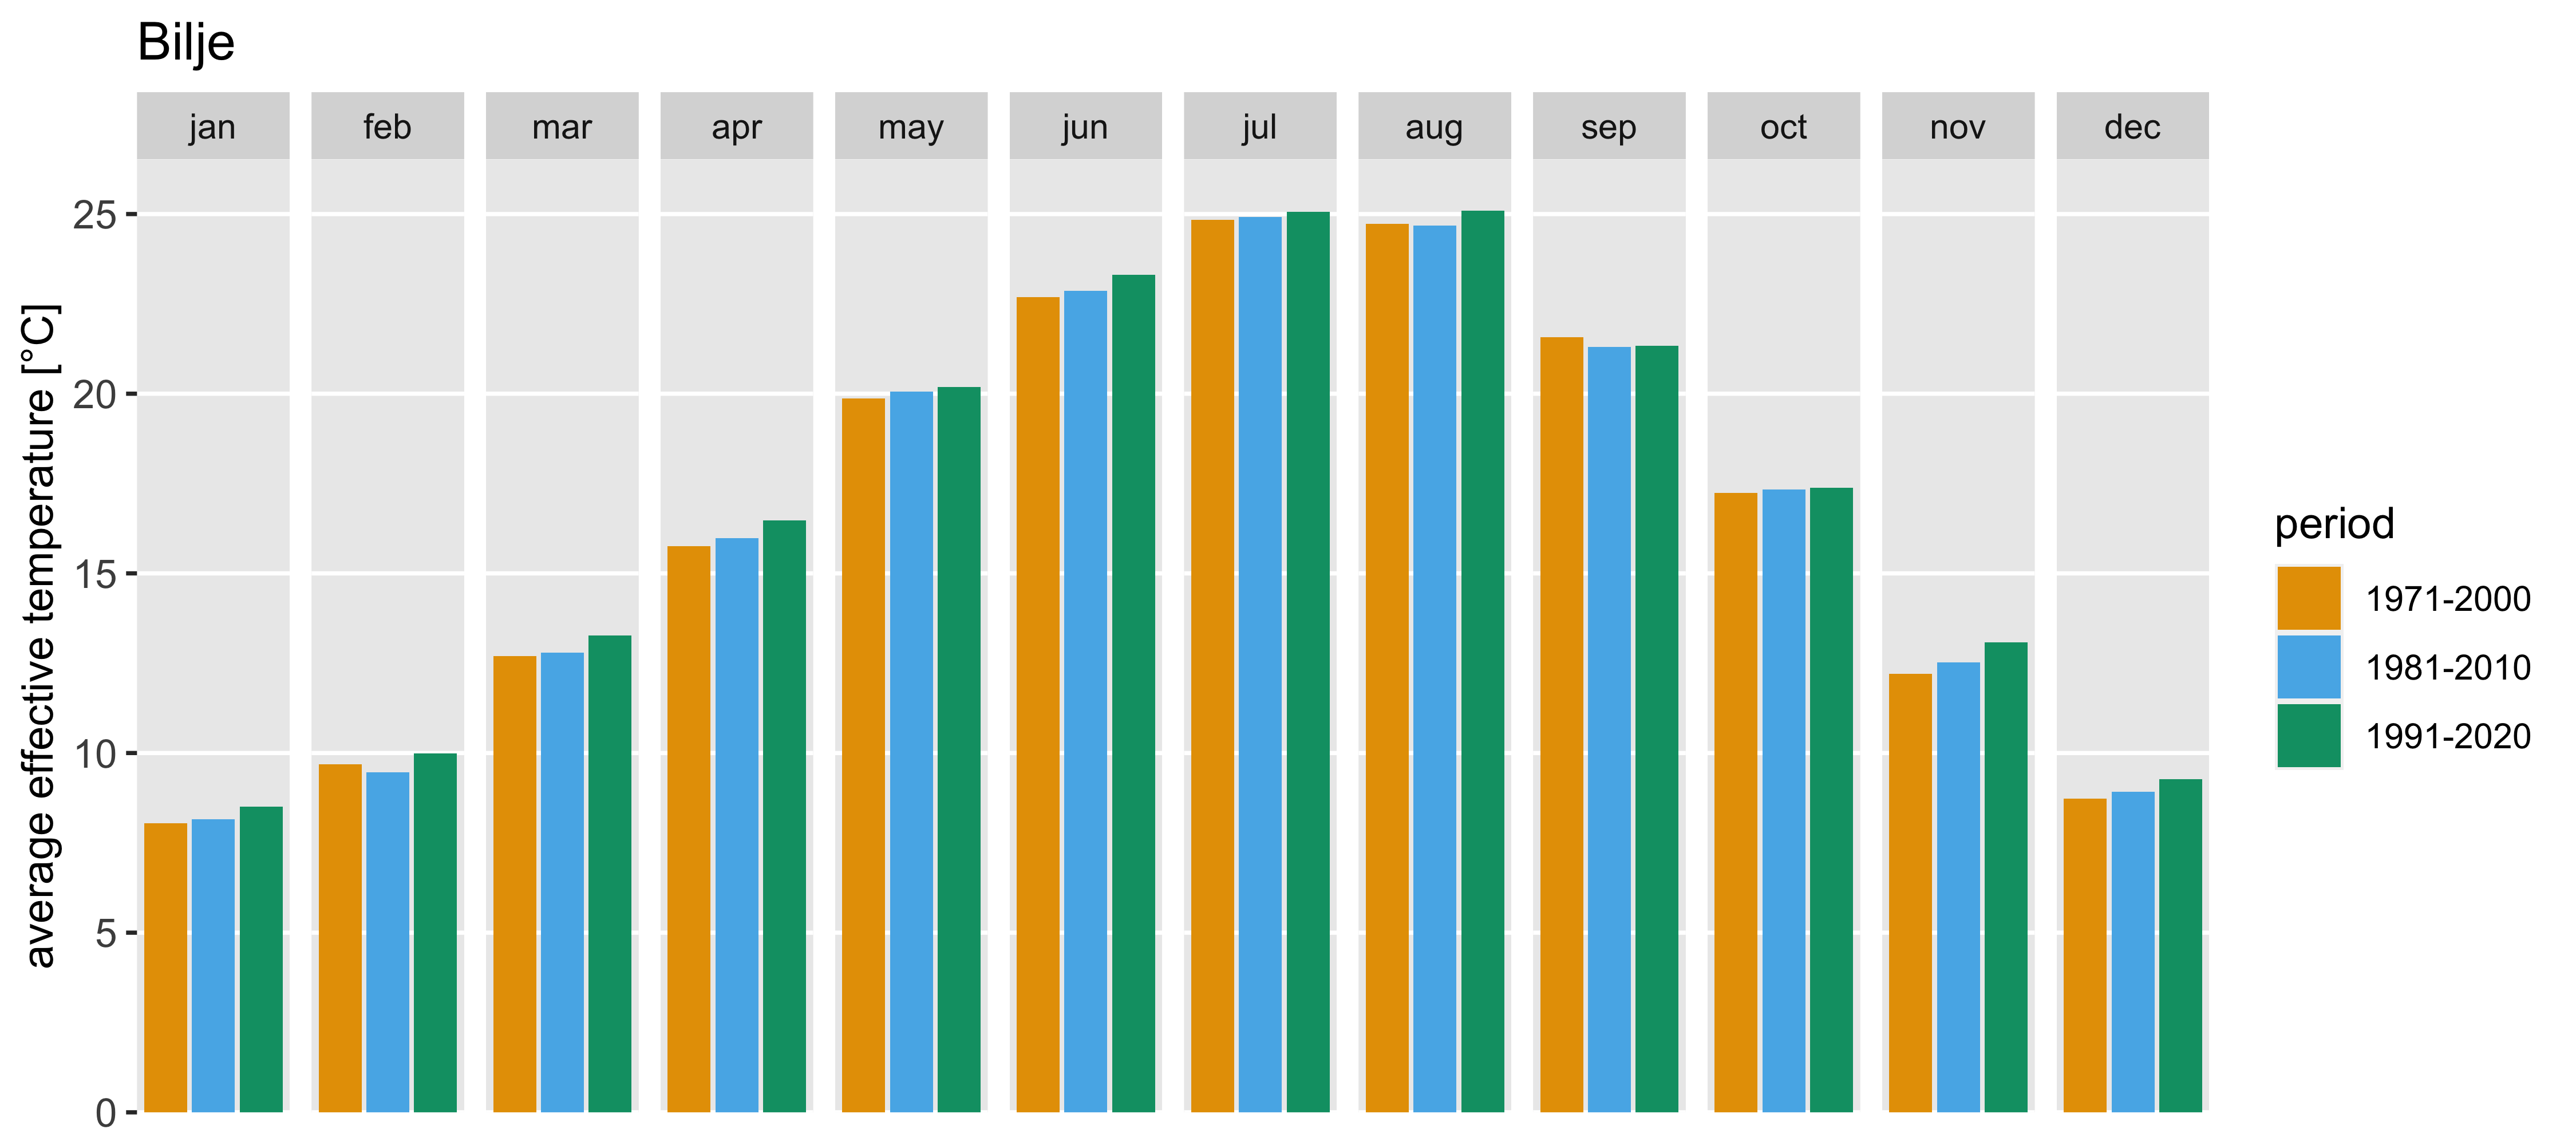 Bilje
jan feb mar apr may jun jul aug sep oct nov dec
average effective temperature [°C]
25
20
15
10
5
0
period
1971-2000
1981-2010
1991-2020